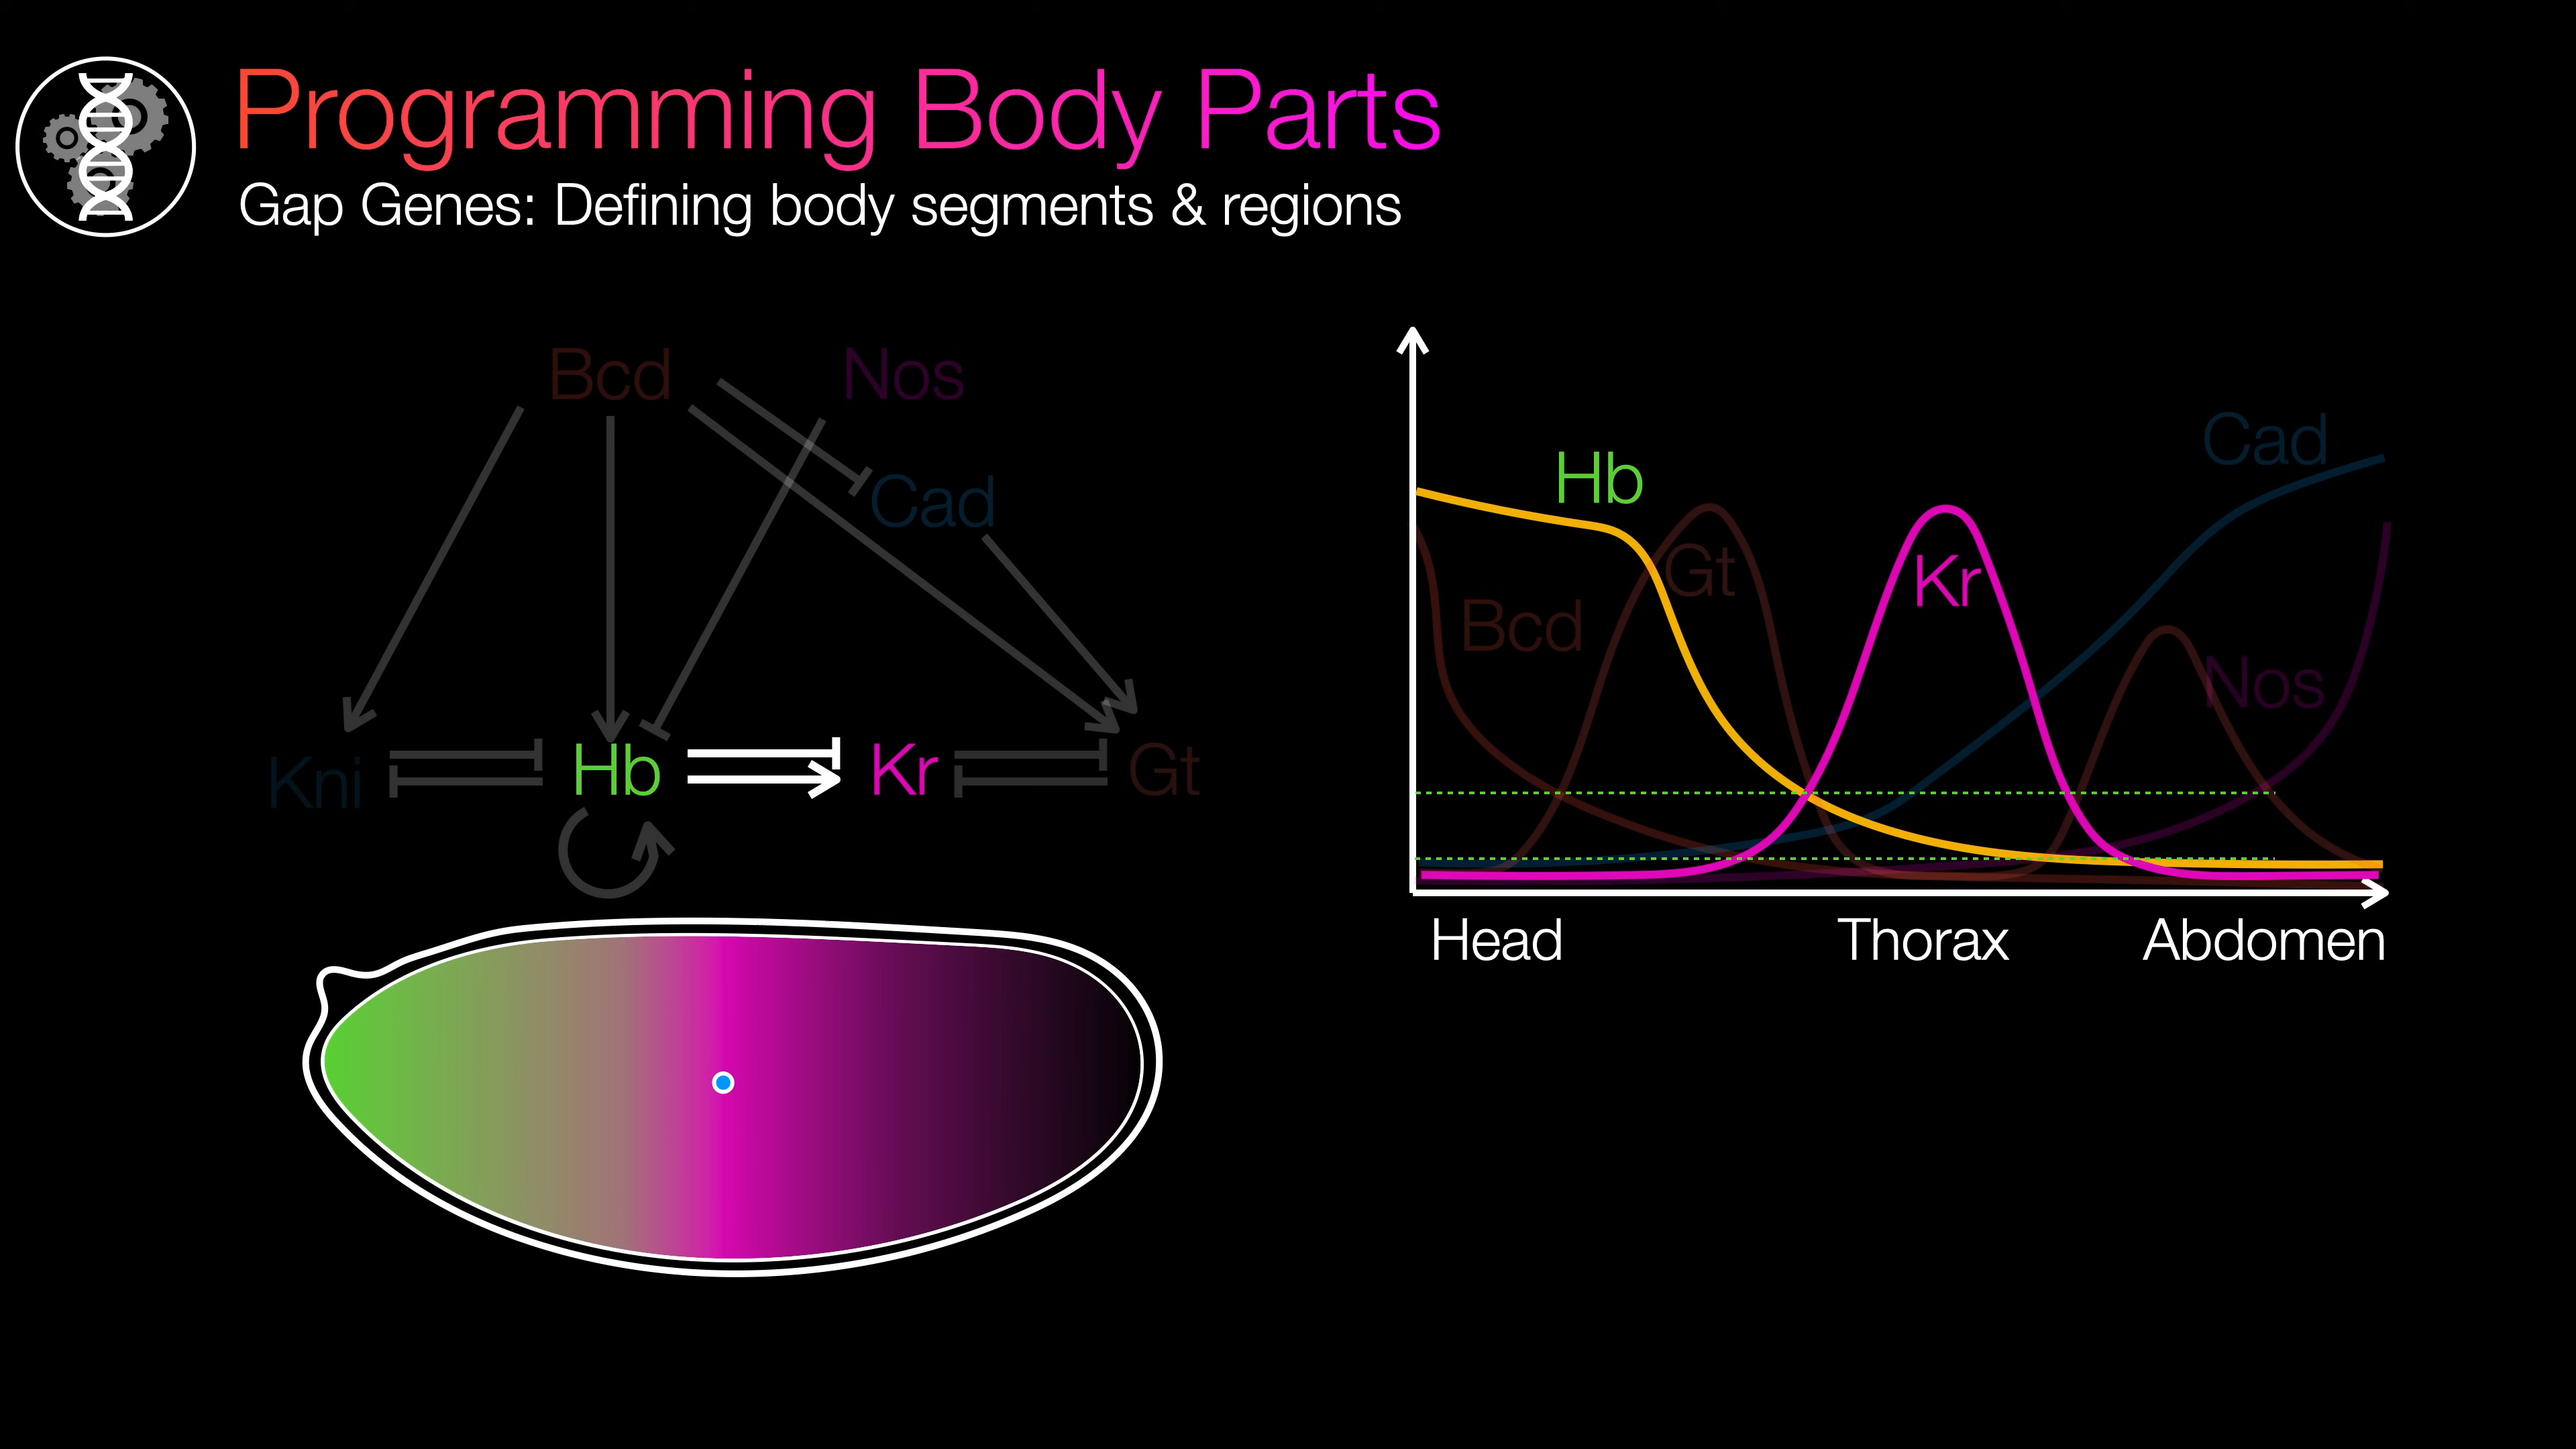 Programming Body Parts
Gap Genes: Defining body segments & regions
Bcd
Nos
Cad
Kni
Hb
Kr
Gt
Hb
Cad
Gt
Kr
Bcd
Nos
Head
Thorax
Abdomen